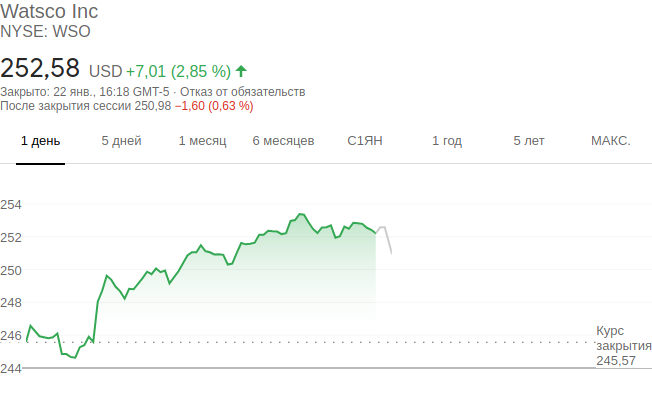 Watsco Inc
NYSE: WSO
252,58 USD +7,01 (2,85 %)
Закрыто: 22 янв., 16:18 GMT-5 · Отказ от обязательств
После закрытия сессии 250,98 −1,60 (0,63 %)
1 день 5 дней 1 месяц 6 месяцев С1ЯН 1 год 5 лет МАКС.
254
252
250
248
246
244
Курс
закрытия
245,57